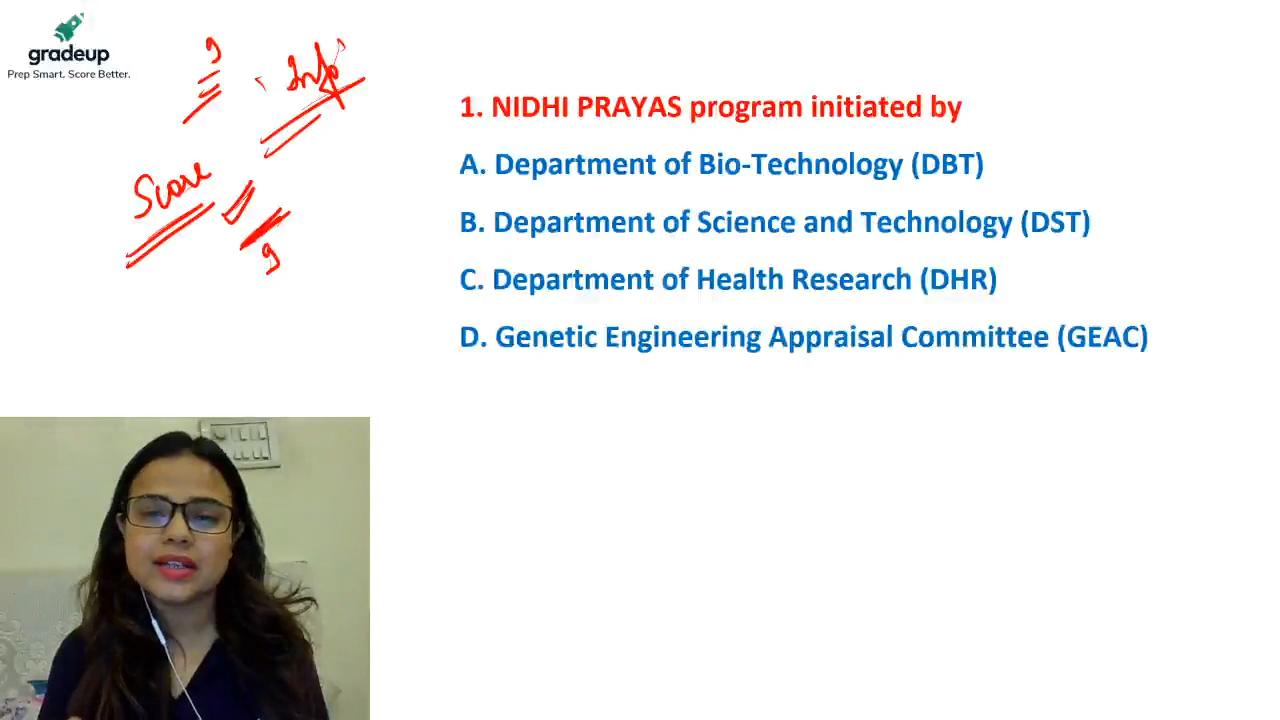 gradeup
Prep Smart. Score Better.
Info
Score
1. NIDHI PRAYAS program initiated by
A. Department of Bio-Technology (DBT)
B. Department of Science and Technology (DST)
C. Department of Health Research (DHR)
D. Genetic Engineering Appraisal Committee (GEAC)